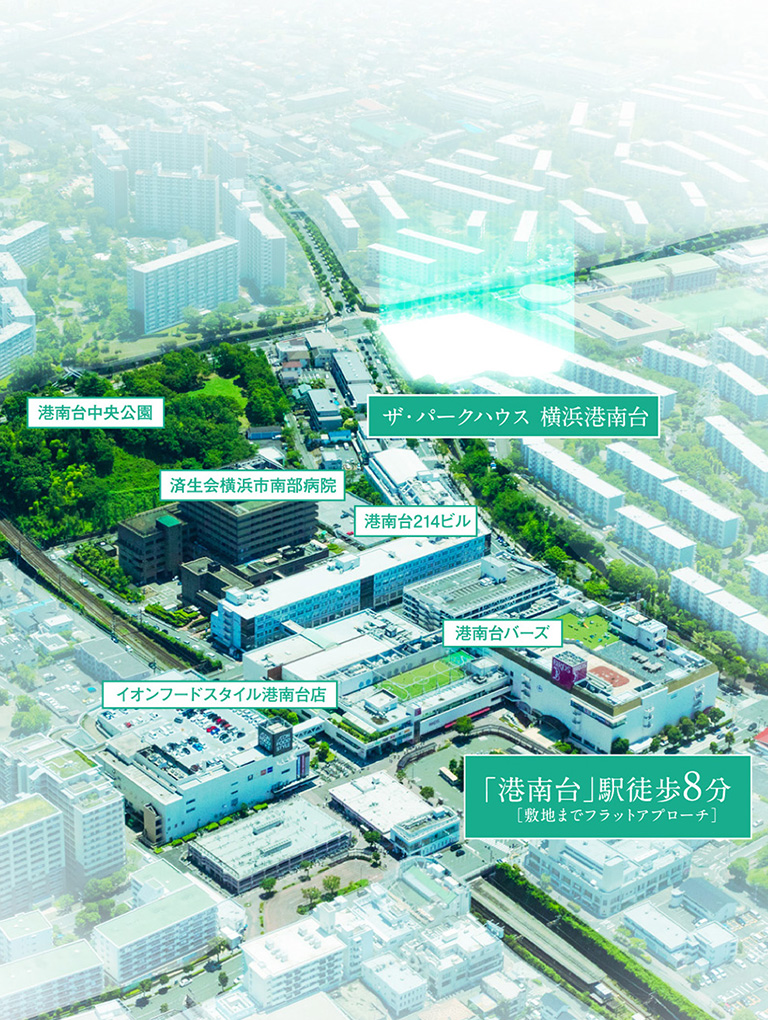 港南台中央公園
ザ・パークハウス 横浜港南台
済生会横浜市南部病院
港南台214ビル
港南台バーズ
イオンフードスタイル港南台店
「港南台」駅徒歩8分
[敷地までフラットアプローチ]